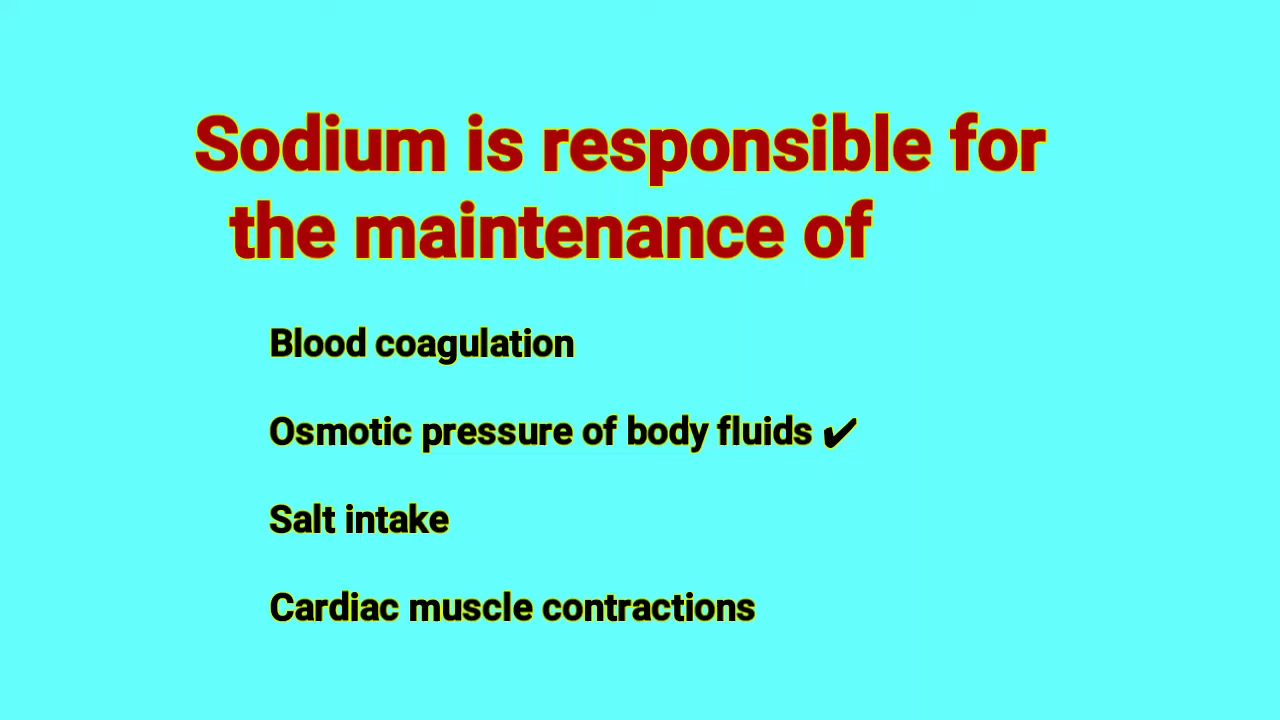 Sodium is responsible for
the maintenance of
Blood coagulation
Osmotic pressure of body fluids ✔
Salt intake
Cardiac muscle contractions